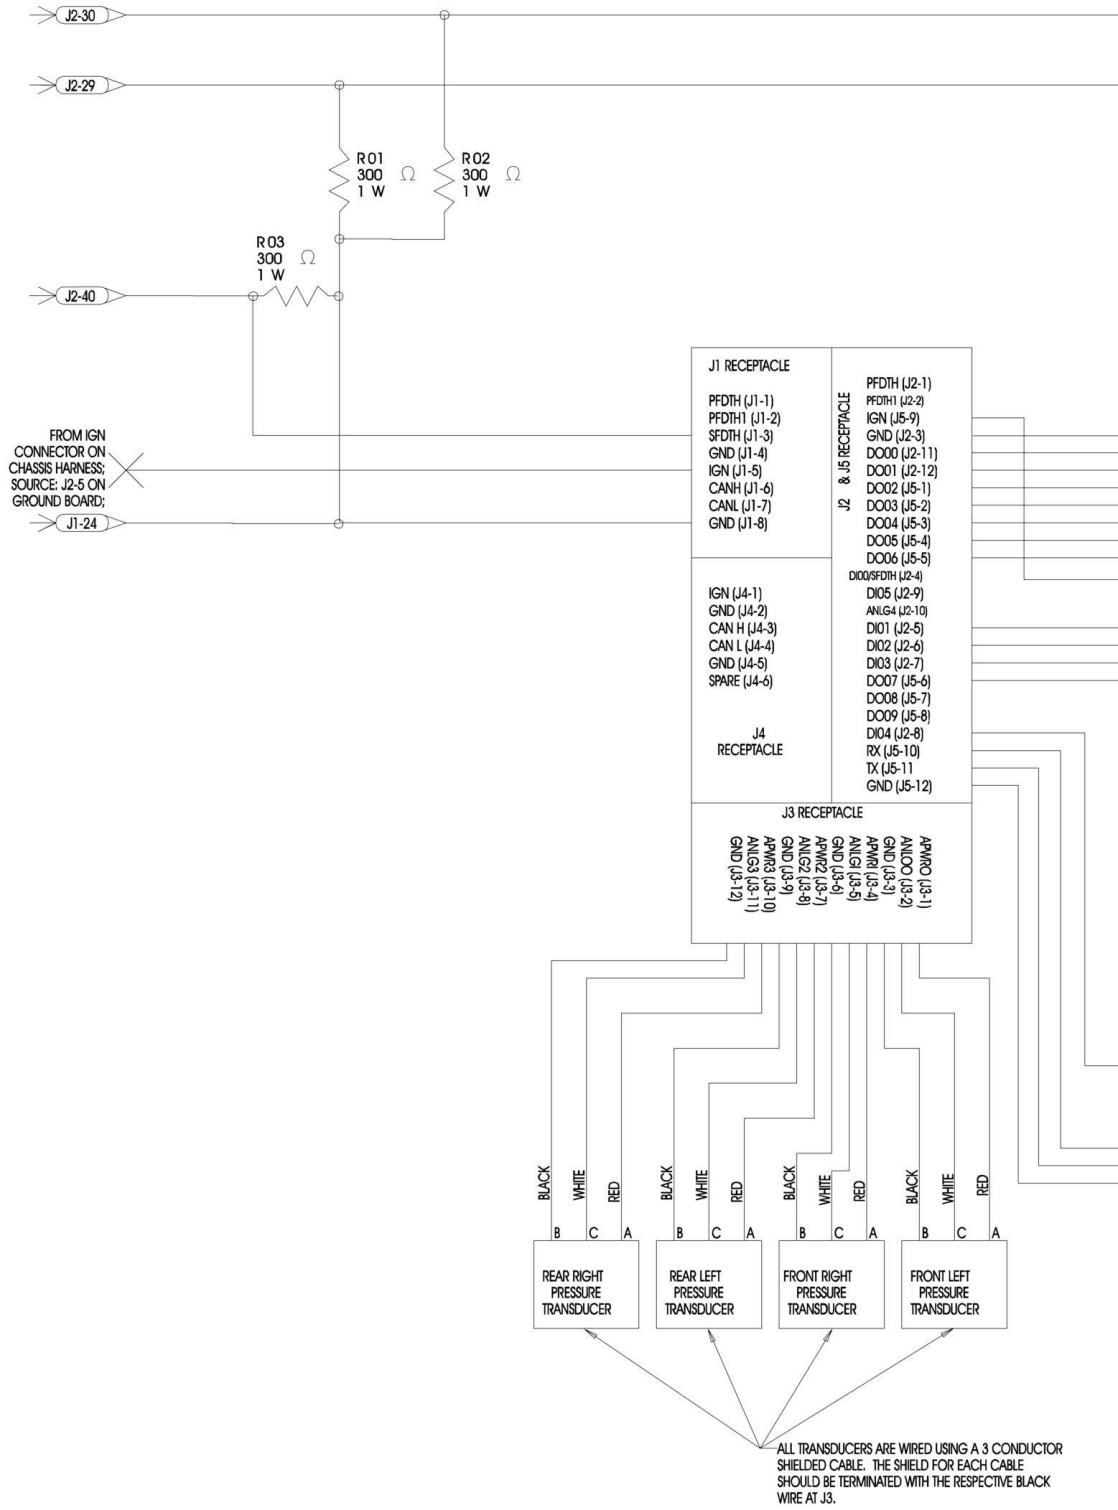 J2-30
J2-29
R01
300 Ω
1 W
R02
300 Ω
1 W
R03
300 Ω
1 W
J2-40
FROM IGN
CONNECTOR ON
CHASSIS HARNESS;
SOURCE: J2-5 ON
GROUND BOARD;
J1-24
J1 RECEPTACLE
PFDTH (J1-1)
PFDTH1 (J1-2)
SFDTH (J1-3)
GND (J1-4)
IGN (J1-5)
CANH (J1-6)
CANL (J1-7)
GND (J1-8)
IGN (J4-1)
GND (J4-2)
CAN H (J4-3)
CAN L (J4-4)
GND (J4-5)
SPARE (J4-6)
J4
RECEPTACLE
J2 & J5 RECEPTACLE
PFDTH (J2-1)
PFDTH1 (J2-2)
IGN (J5-9)
GND (J2-3)
DO00 (J2-11)
DO01 (J2-12)
DO02 (J5-1)
DO03 (J5-2)
DO04 (J5-3)
DO05 (J5-4)
DO06 (J5-5)
DI00/SFDTH (J2-4)
DI05 (J2-9)
ANLG4 (J2-10)
DI01 (J2-5)
DI02 (J2-6)
DI03 (J2-7)
DO07 (J5-6)
DO08 (J5-7)
DO09 (J5-8)
DI04 (J2-8)
RX (J5-10)
TX (J5-11
GND (J5-12)
J3 RECEPTACLE
GND (J3-12)
ANLG3 (J3-11)
APWR3 (J3-10)
GND (J3-9)
ANLG2 (J3-8)
APWR2 (J3-7)
GND (J3-6)
ANLGI (J3-5)
APWRI (J3-4)
GND (J3-3)
ANLOO (J3-2)
APWRO (J3-1)
BLACK
WHITE
RED
BLACK
WHITE
RED
BLACK
WHITE
RED
BLACK
WHITE
RED
B C A
B C A
B C A
B C A
REAR RIGHT
PRESSURE
TRANSDUCER
REAR LEFT
PRESSURE
TRANSDUCER
FRONT RIGHT
PRESSURE
TRANSDUCER
FRONT LEFT
PRESSURE
TRANSDUCER
ALL TRANSDUCERS ARE WIRED USING A 3 CONDUCTOR
SHIELDED CABLE. THE SHIELD FOR EACH CABLE
SHOULD BE TERMINATED WITH THE RESPECTIVE BLACK
WIRE AT J3.